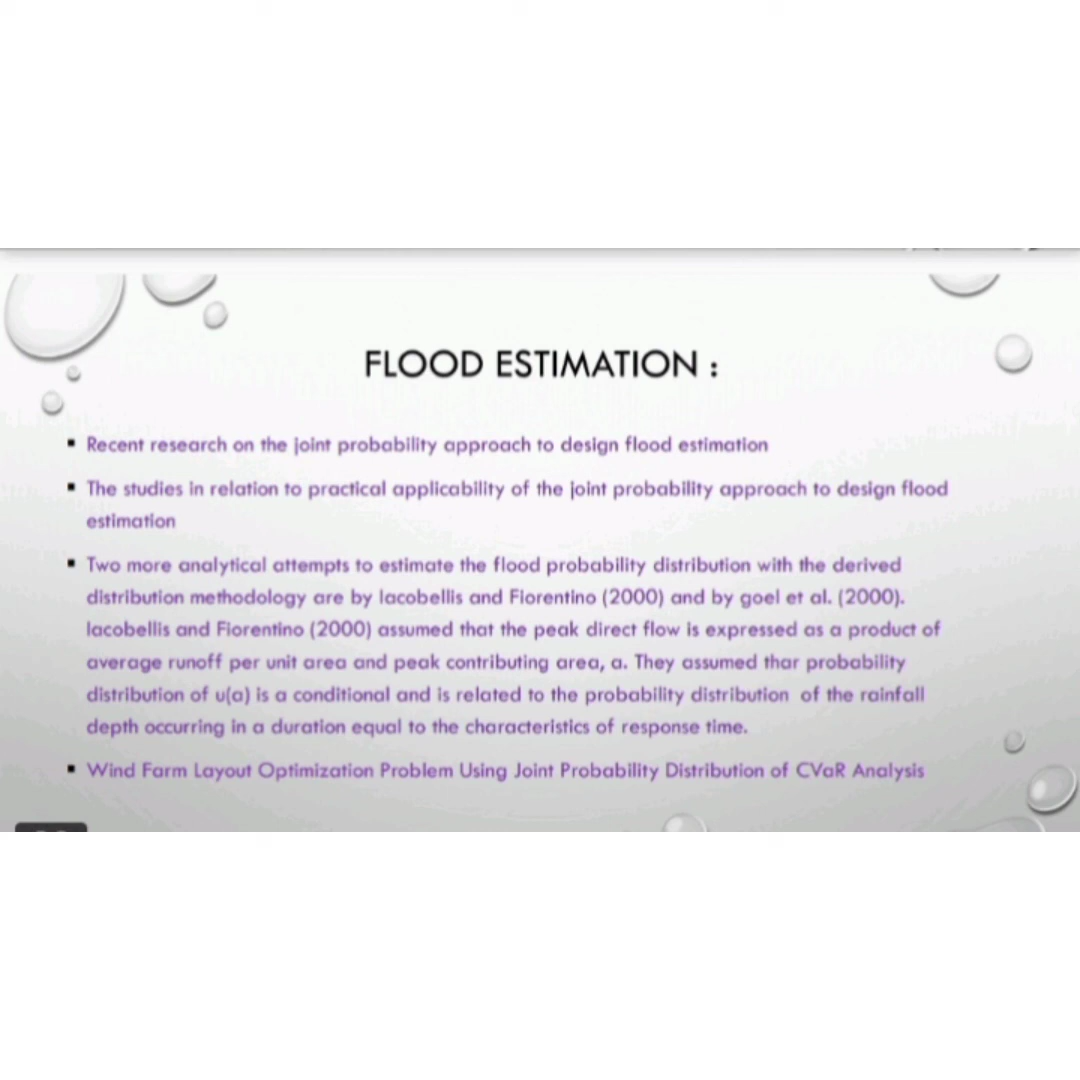 FLOOD ESTIMATION :
▪ Recent research on the joint probability approach to design flood estimation
▪ The studies in relation to practical applicability of the joint probability approach to design flood
estimation
▪ Two more analytical attempts to estimate the flood probability distribution with the derived
distribution methodology are by Iacobellis and Fiorentino (2000) and by goel et al. (2000).
Iacobellis and Fiorentino (2000) assumed that the peak direct flow is expressed as a product of
average runoff per unit area and peak contributing area, a. They assumed thar probability
distribution of u(a) is a conditional and is related to the probability distribution of the rainfall
depth occurring in a duration equal to the characteristics of response time.
▪ Wind Farm Layout Optimization Problem Using Joint Probability Distribution of CVaR Analysis